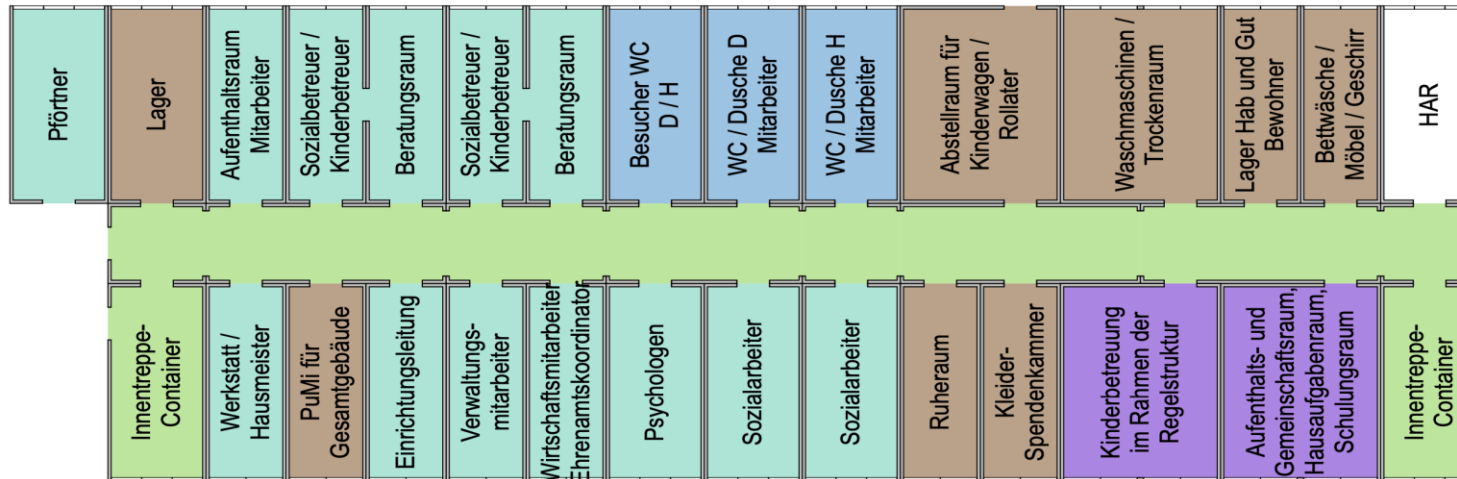 Pförtner
Lager
Aufenthaltsraum
Mitarbeiter
Sozialbetreuer /
Kinderbetreuer
Beratungsraum
Sozialbetreuer /
Kinderbetreuer
Beratungsraum
Besucher WC
D / H
WC / Dusche D
Mitarbeiter
WC / Dusche H
Mitarbeiter
Abstellraum für
Kinderwagen /
Rollater
Waschmaschinen /
Trockenraum
Lager Hab und Gut
Bewohner
Bettwäsche /
Möbel / Geschirr
HAR
Innentreppe-
Container
Werkstatt /
Hausmeister
PuMi für
Gesamtgebäude
Einrichtungsleitung
Verwaltungs-
mitarbeiter
Wirtschaftsmitarbeiter
Ehrenamtskoordinator
Psychologen
Sozialarbeiter
Sozialarbeiter
Ruheraum
Kleider-
Spendenkammer
Kinderbetreuung
im Rahmen der
Regelstruktur
Aufenthalts- und
Gemeinschaftsraum,
Hausaufgabenraum,
Schulungsraum
Innentreppe-
Container